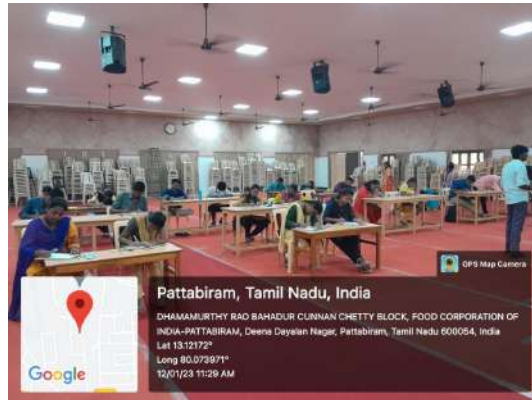 GPS Map Camera
Pattabiram, Tamil Nadu, India
DHAMAMURTHY RAO BAHADUR CUNNAN CHETTY BLOCK, FOOD CORPORATION OF
INDIA-PATTABIRAM, Deena Dayalan Nagar, Pattabiram, Tamil Nadu 600054, India
Lat 13.12172°
Long 80.073971°
12/01/23 11:29 AM
Google